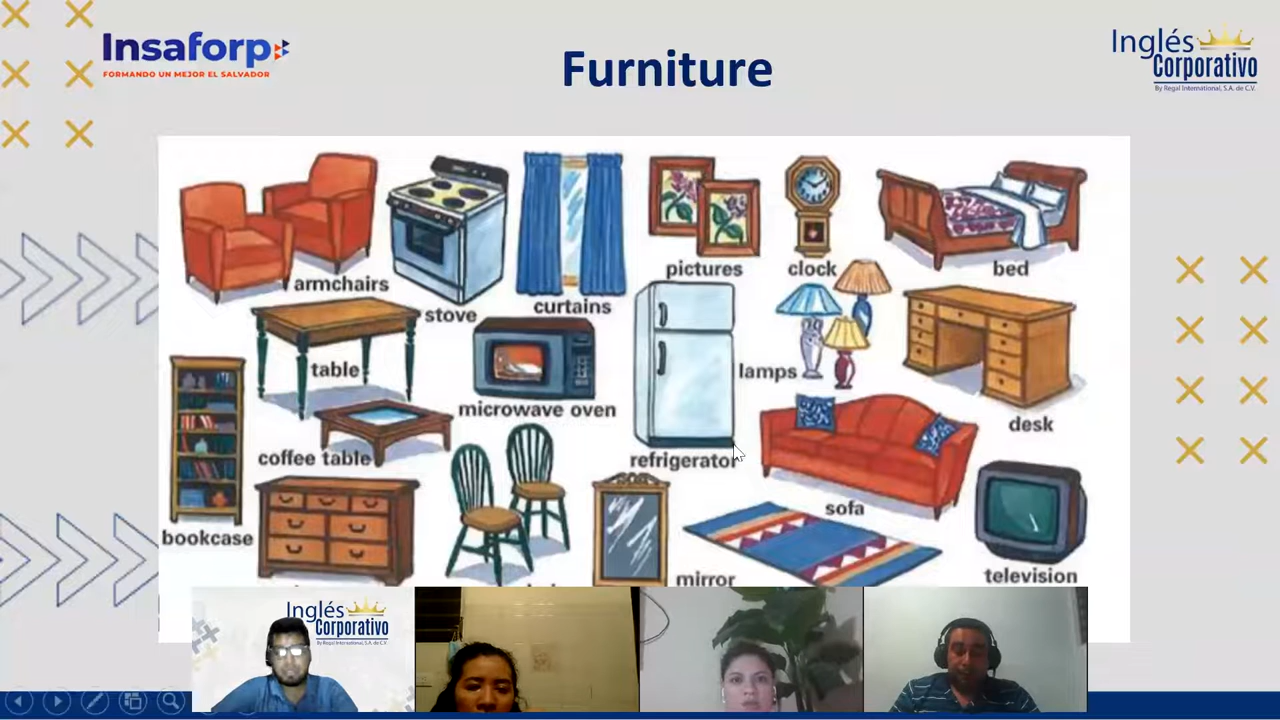 Insaforp
FORMANDO UN MEJOR EL SALVADOR
Furniture
Inglés
Corporativo
By Regal International, S.A. de C.V.
armchairs
stove
curtains
pictures
clock
bed
table
microwave oven
lamps
desk
coffee table
refrigerator
sofa
bookcase
mirror
television
Inglés
Corporativo
By Regal International, S.A. de C.V.